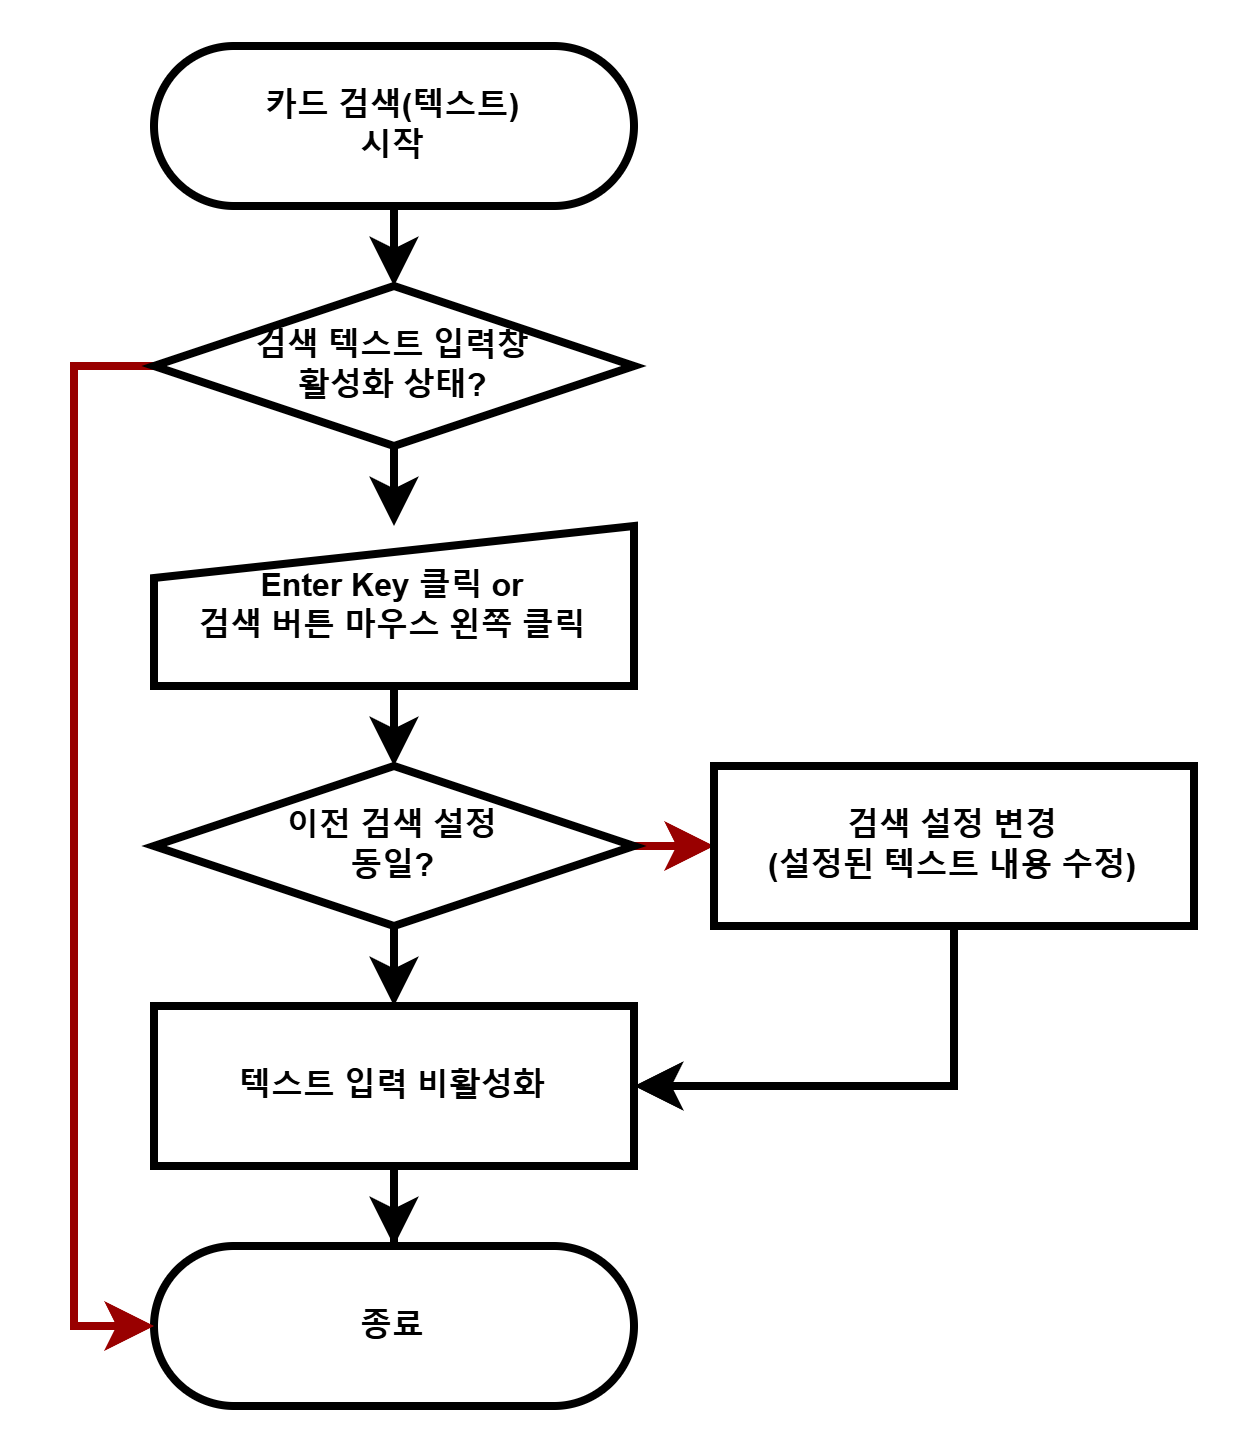 카드 검색(텍스트)
시작
검색 텍스트 입력창
활성화 상태?
Enter Key 클릭 or
검색 버튼 마우스 왼쪽 클릭
이전 검색 설정
동일?
검색 설정 변경
(설정된 텍스트 내용 수정)
텍스트 입력 비활성화
종료